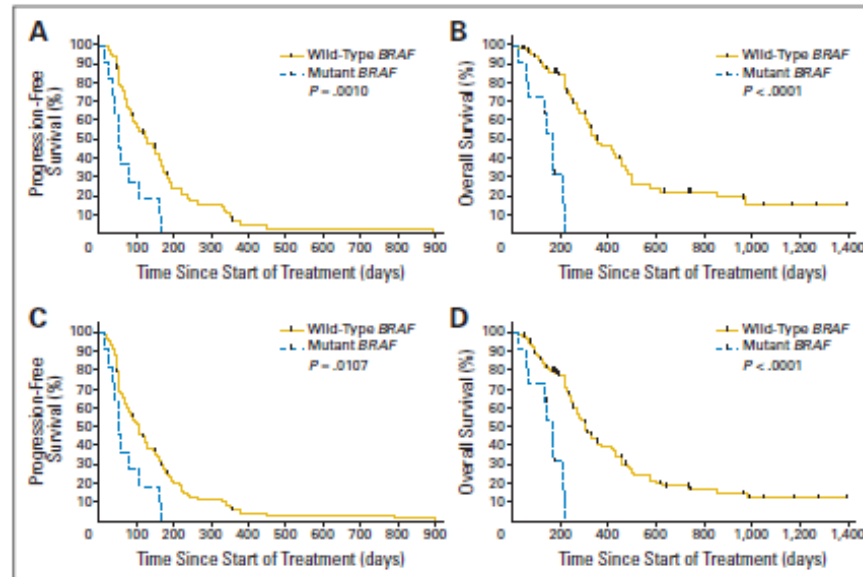 A
Progression-Free
Survival (%)
100
90
80
70
60
50
40
30
20
10
0 100 200 300 400 500 600 700 800 900
Time Since Start of Treatment (days)
Wild-Type BRAF
Mutant BRAF
P = .0010
B
Overall Survival (%)
100
90
80
70
60
50
40
30
20
10
0 200 400 600 800 1,000 1,200 1,400
Time Since Start of Treatment (days)
Wild-Type BRAF
Mutant BRAF
P < .0001
C
Progression-Free
Survival (%)
100
90
80
70
60
50
40
30
20
10
0 100 200 300 400 500 600 700 800 900
Time Since Start of Treatment (days)
Wild-Type BRAF
Mutant BRAF
P = .0107
D
Overall Survival (%)
100
90
80
70
60
50
40
30
20
10
0 200 400 600 800 1,000 1,200 1,400
Time Since Start of Treatment (days)
Wild-Type BRAF
Mutant BRAF
P < .0001